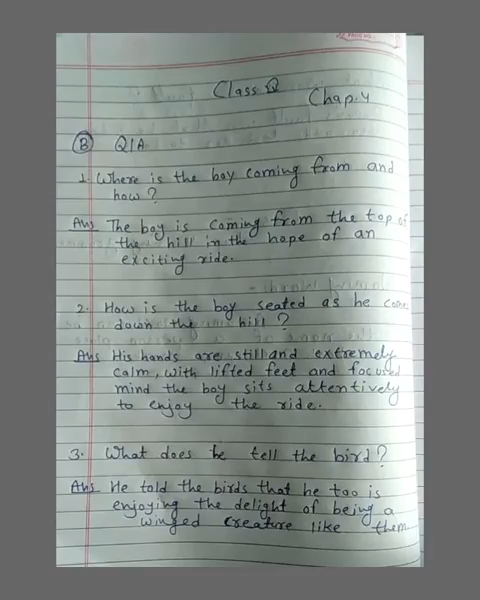 Class 8
Chap. 4
(B) Q/A
1. Where is the boy coming from and
how?
Ans The boy is coming from the top of
the hill in the hope of an
exciting ride.
2. How is the boy seated as he comes
down the hill?
Ans His hands are still and extremely
calm, with lifted feet and focused
mind the boy sits attentively
to enjoy the ride.
3. What does he tell the bird?
Ans He told the birds that he too is
enjoying the delight of being a
winged creature like them